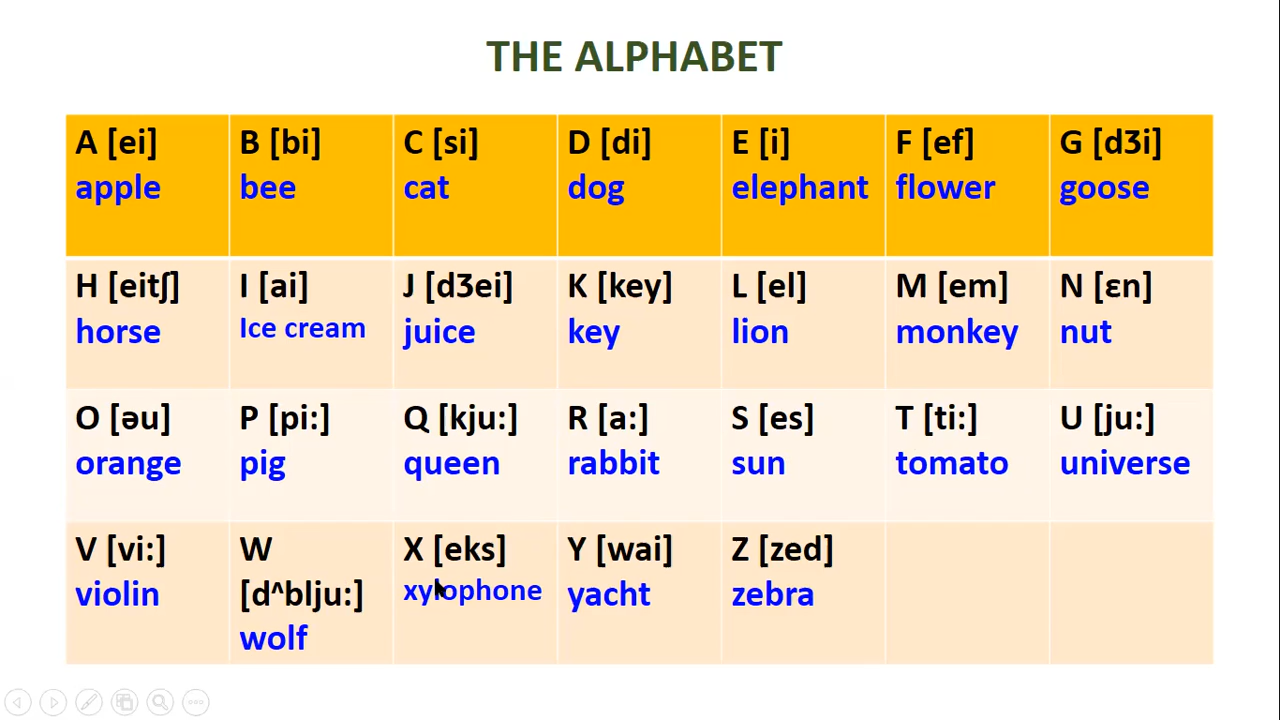 THE ALPHABET
A [ei]
apple
B [bi]
bee
C [si]
cat
D [di]
dog
E [i]
elephant
F [ef]
flower
G [dƷi]
goose
H [eitʃ]
horse
I [ai]
Ice cream
J [dƷei]
juice
K [key]
key
L [el]
lion
M [em]
monkey
N [ɛn]
nut
O [əu]
orange
P [pi:]
pig
Q [kju:]
queen
R [a:]
rabbit
S [es]
sun
T [ti:]
tomato
U [ju:]
universe
V [vi:]
violin
W
[d^blju:]
wolf
X [eks]
xylophone
Y [wai]
yacht
Z [zed]
zebra